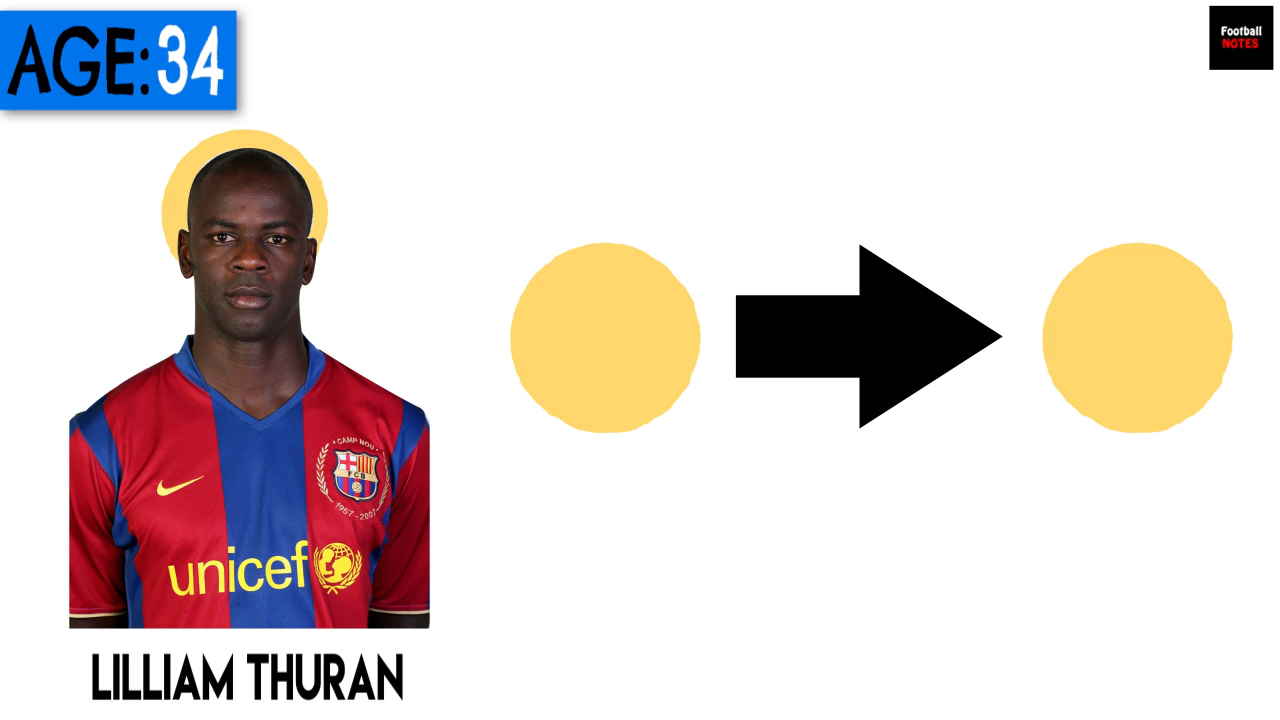 AGE: 34
Football
NOTES
* CAMP NOU *
FCB
1957 - 2007
unicef
LILLIAM THURAN